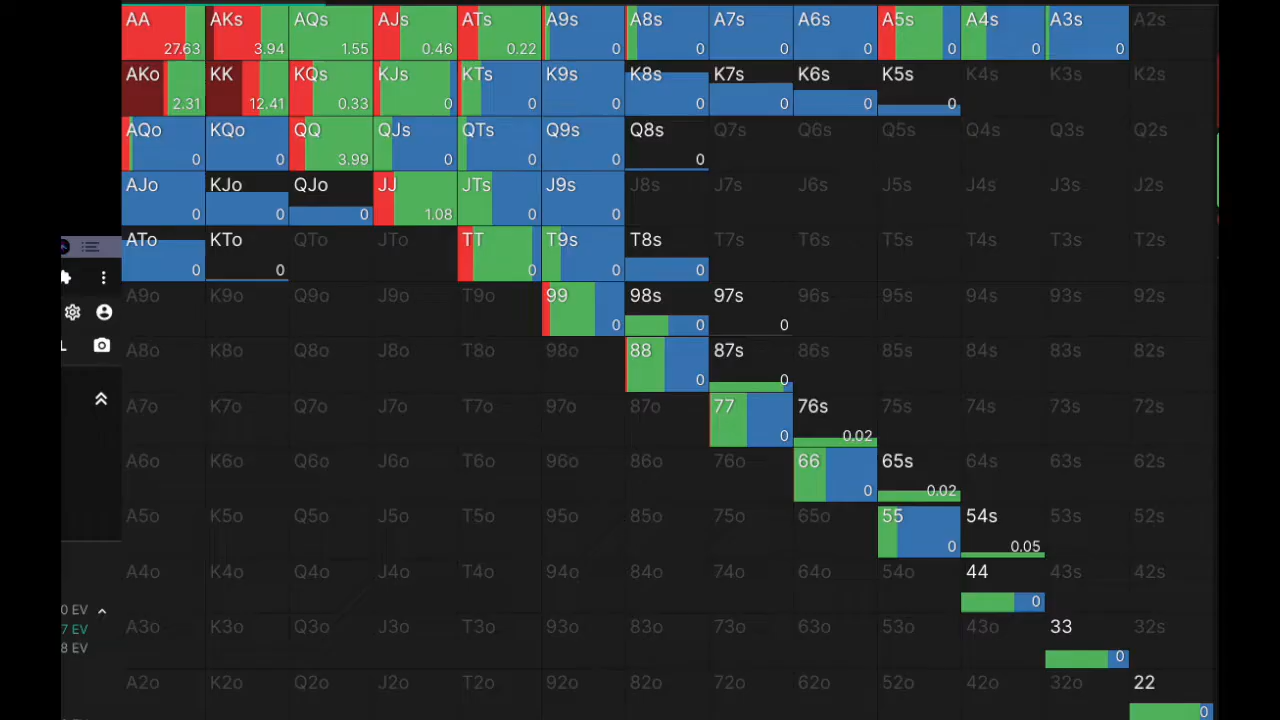 AA AKs AQs AJs ATs A9s A8s A7s A6s A5s A4s A3s A2s
27.63 3.94 1.55 0.46 0.22 0 0 0 0 0 0 0
AKo KK KQs KJs KTs K9s K8s K7s K6s K5s K4s K3s K2s
2.31 12.41 0.33 0 0 0 0 0 0 0
AQo KQo QQ QJs QTs Q9s Q8s Q7s Q6s Q5s Q4s Q3s Q2s
0 0 3.99 0 0 0 0
AJo KJo QJo JJ JTs J9s J8s J7s J6s J5s J4s J3s J2s
0 0 0 1.08 0 0
ATo KTo QTo JTo TT T9s T8s T7s T6s T5s T4s T3s T2s
0 0 0 0 0
A9o K9o Q9o J9o T9o 99 98s 97s 96s 95s 94s 93s 92s
0 0 0
A8o K8o Q8o J8o T8o 98o 88 87s 86s 85s 84s 83s 82s
0 0
A7o K7o Q7o J7o T7o 97o 87o 77 76s 75s 74s 73s 72s
0 0.02
A6o K6o Q6o J6o T6o 96o 86o 76o 66 65s 64s 63s 62s
0 0.02
A5o K5o Q5o J5o T5o 95o 85o 75o 65o 55 54s 53s 52s
0 0.05
A4o K4o Q4o J4o T4o 94o 84o 74o 64o 54o 44 43s 42s
0
A3o K3o Q3o J3o T3o 93o 83o 73o 63o 53o 43o 33 32s
0
A2o K2o Q2o J2o T2o 92o 82o 72o 62o 52o 42o 32o 22
0
0 EV
7 EV
8 EV